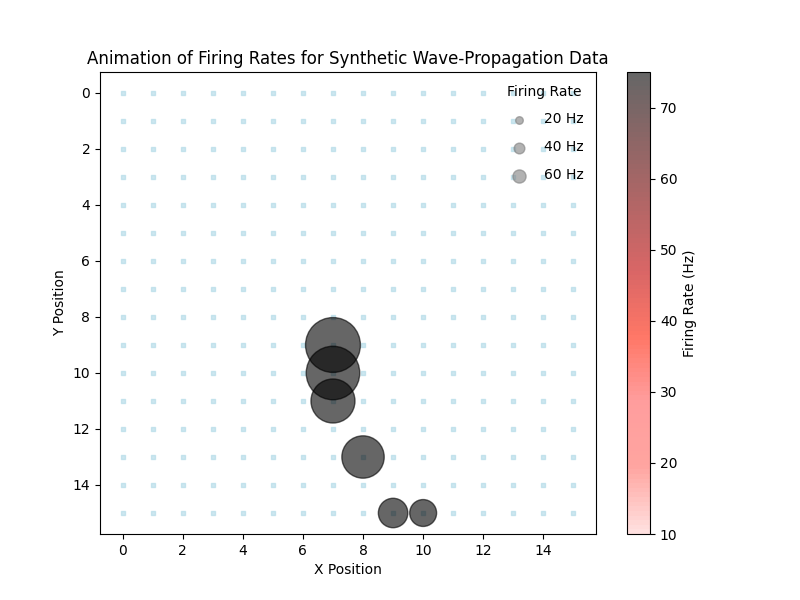 Animation of Firing Rates for Synthetic Wave-Propagation Data
Firing Rate
20 Hz
40 Hz
60 Hz
0
2
4
6
8
10
12
14
Y Position
0 2 4 6 8 10 12 14
X Position
70
60
50
40
30
20
10
Firing Rate (Hz)